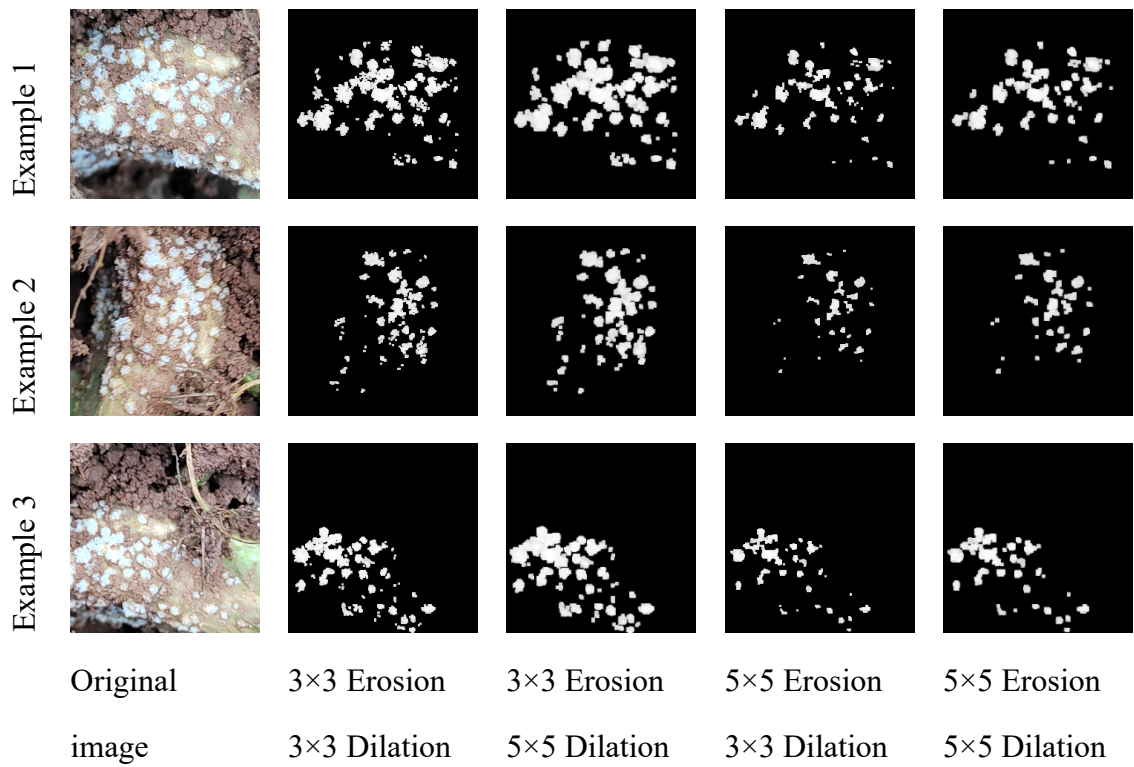 Example 1
Example 2
Example 3
Original image
3×3 Erosion 3×3 Dilation
3×3 Erosion 5×5 Dilation
5×5 Erosion 3×3 Dilation
5×5 Erosion 5×5 Dilation